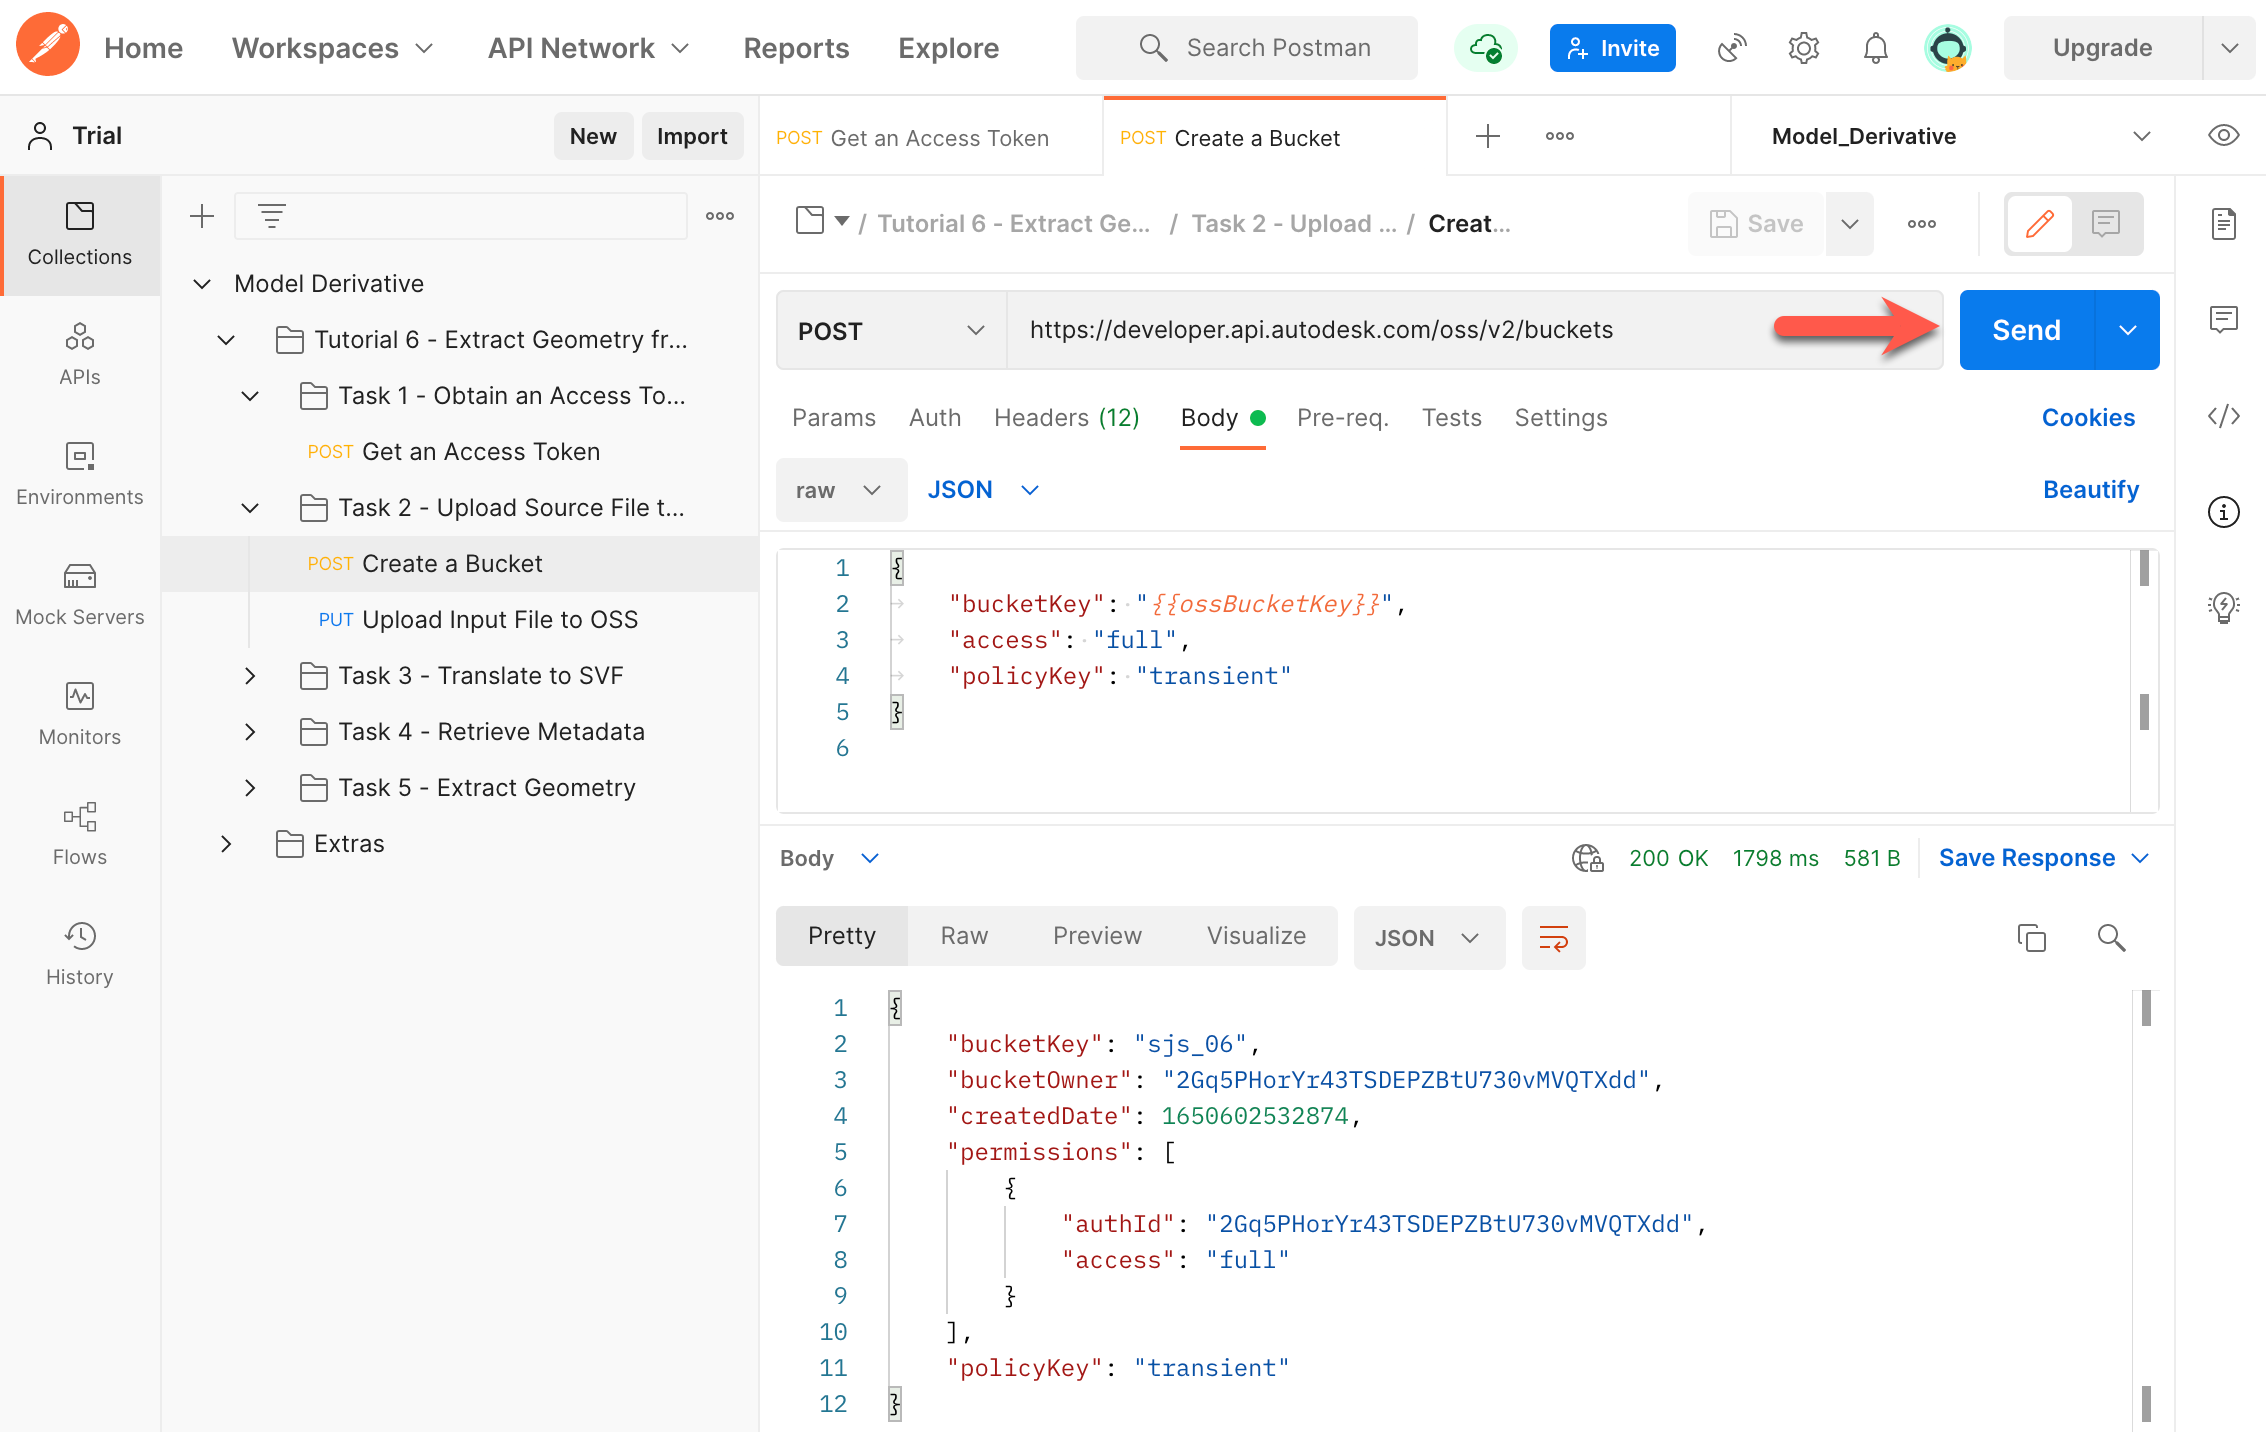 Home Workspaces API Network Reports Explore Search Postman Invite Upgrade
Trial New Import
POST Get an Access Token POST Create a Bucket Model_Derivative
Collections
APIs
Environments
Mock Servers
Monitors
Flows
History
Model Derivative
Tutorial 6 - Extract Geometry fr...
Task 1 - Obtain an Access To...
POST Get an Access Token
Task 2 - Upload Source File t...
POST Create a Bucket
PUT Upload Input File to OSS
Task 3 - Translate to SVF
Task 4 - Retrieve Metadata
Task 5 - Extract Geometry
Extras
/ Tutorial 6 - Extract Ge... / Task 2 - Upload ... / Creat... Save
POST https://developer.api.autodesk.com/oss/v2/buckets Send
Params Auth Headers (12) Body Pre-req. Tests Settings Cookies
raw JSON Beautify
1 {
2 "bucketKey": "{{ossBucketKey}}",
3 "access": "full",
4 "policyKey": "transient"
5 }
6
Body 200 OK 1798 ms 581 B Save Response
Pretty Raw Preview Visualize JSON
1 {
2 "bucketKey": "sjs_06",
3 "bucketOwner": "2Gq5PHorYr43TSDEPZBtU730vMVQTXdd",
4 "createdDate": 1650602532874,
5 "permissions": [
6 {
7 "authId": "2Gq5PHorYr43TSDEPZBtU730vMVQTXdd",
8 "access": "full"
9 }
10 ],
11 "policyKey": "transient"
12 }